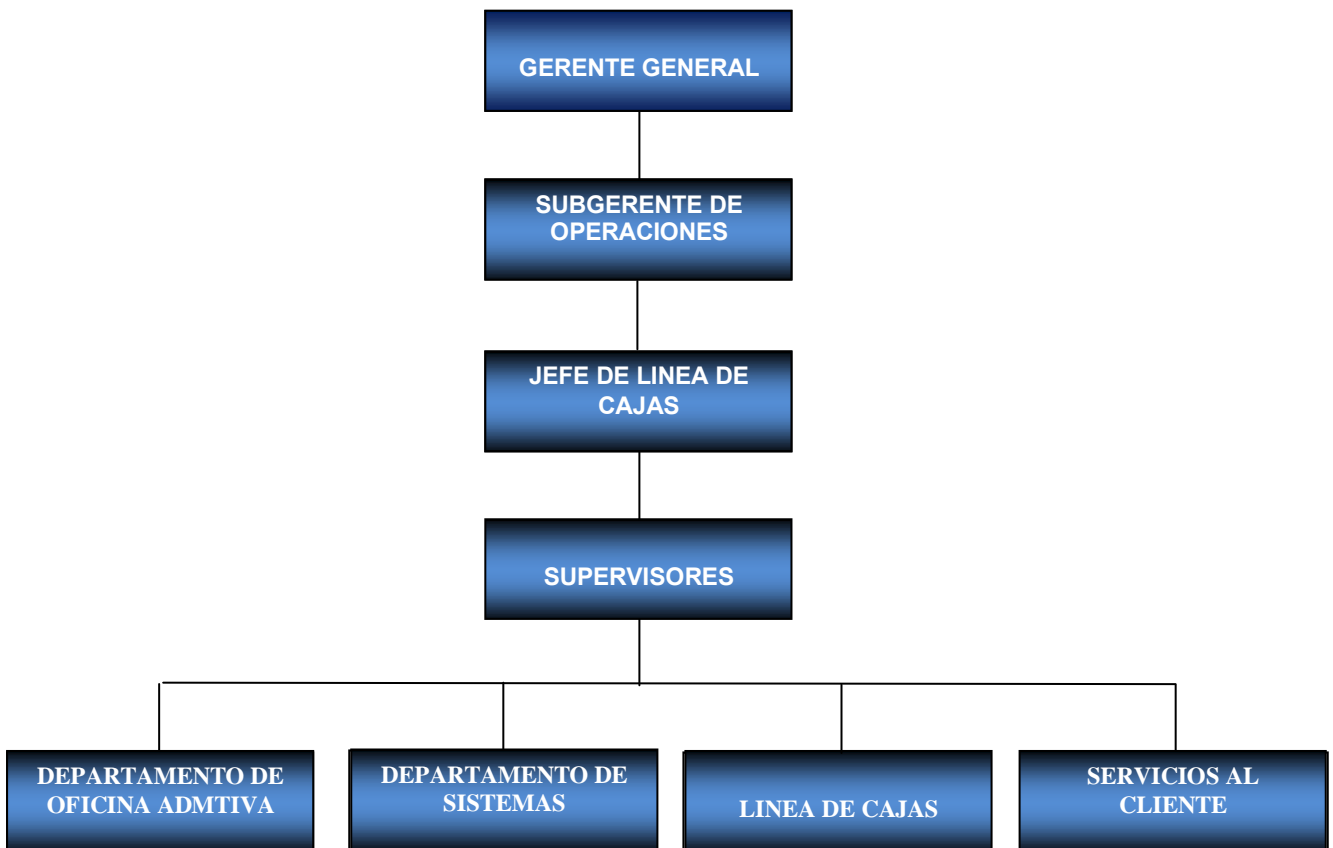 GERENTE GENERAL
SUBGERENTE DE
OPERACIONES
JEFE DE LINEA DE
CAJAS
SUPERVISORES
DEPARTAMENTO DE
OFICINA ADMTIVA
DEPARTAMENTO DE
SISTEMAS
LINEA DE CAJAS
SERVICIOS AL
CLIENTE